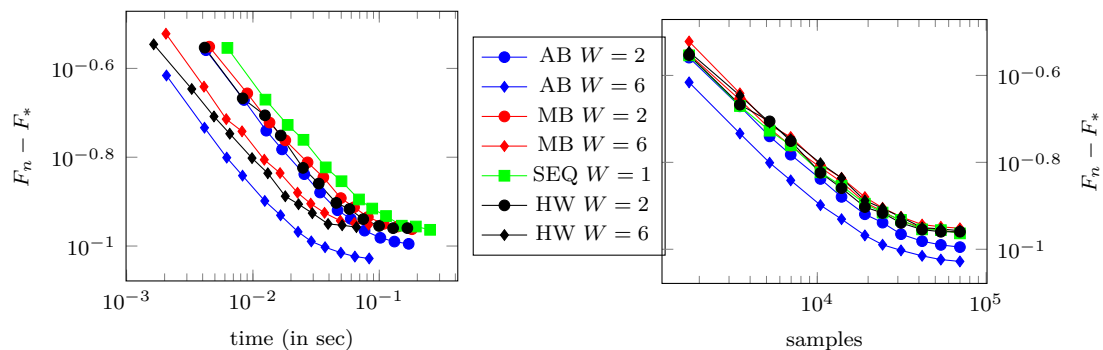 10^−0.6
10^−0.8
10^−1
F_n − F_*
10^−3
10^−2
10^−1
time (in sec)
AB W = 2
AB W = 6
MB W = 2
MB W = 6
SEQ W = 1
HW W = 2
HW W = 6
10^4
10^5
samples
10^−0.6
10^−0.8
10^−1
F_n − F_*